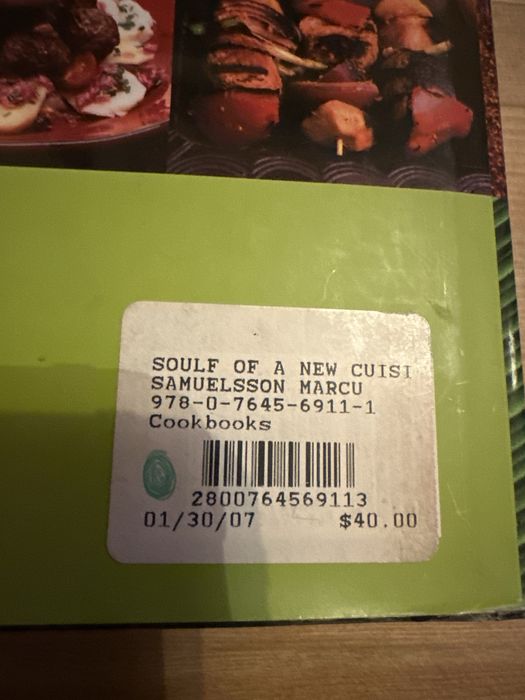 SOULF OF A NEW CUISI
SAMUELSSON MARCU
978-0-7645-6911-1
Cookbooks
2800764569113
01/30/07 $40.00